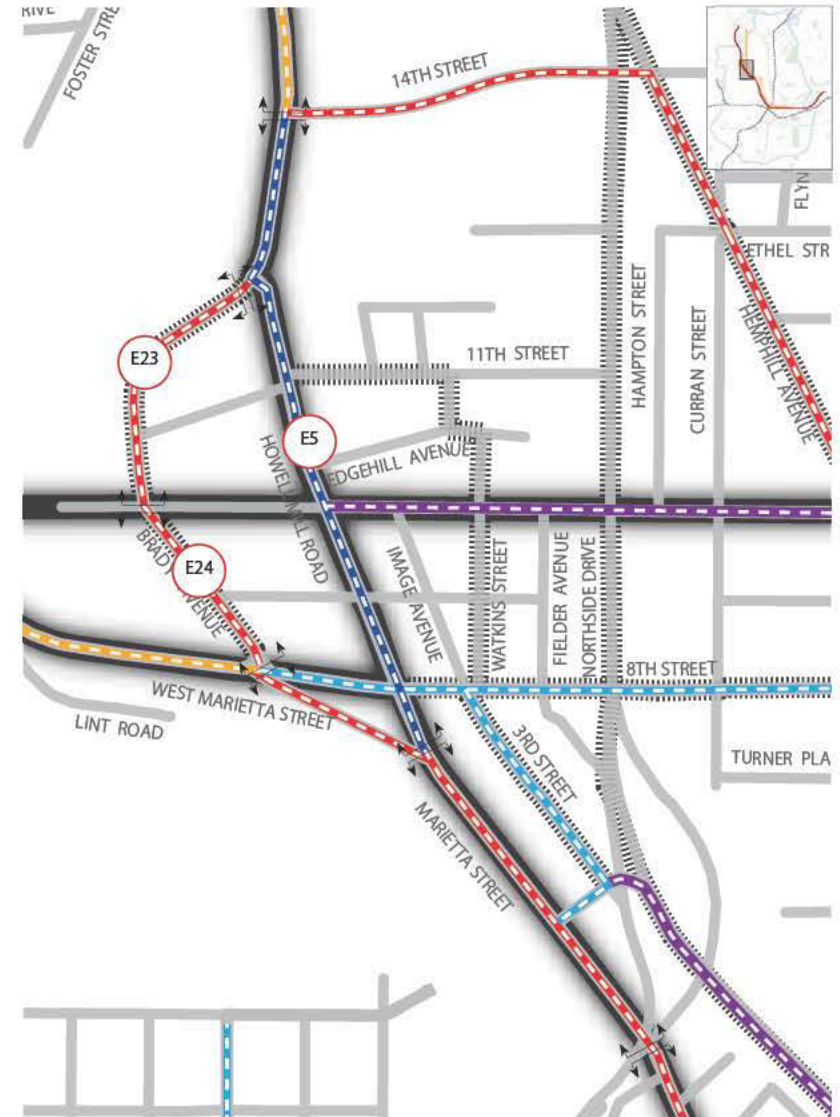 RIVE
FOSTER STRE
14TH STREET
FLYN
ETHEL STR
HAMPTON STREET
HEMPHILL AVENUE
CURRAN STREET
E23
11TH STREET
E5
HOWELL MILL ROAD
EDGEHILL AVENUE
BRADY AVENUE
E24
IMAGE AVENUE
WATKINS STREET
FIELDER AVENUE
NORTHSIDE DRIVE
8TH STREET
WEST MARIETTA STREET
LINT ROAD
3RD STREET
TURNER PLA
MARIETTA STREET